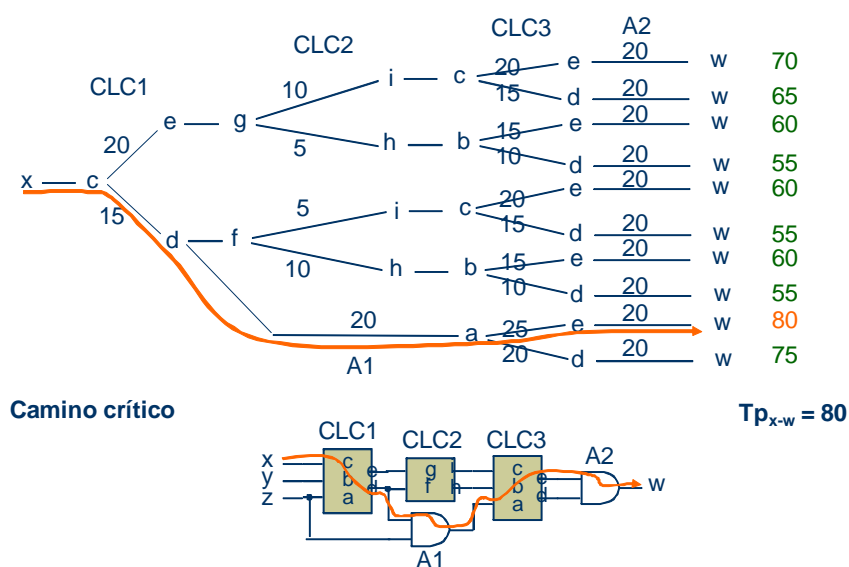 CLC1 CLC2 CLC3 A2
20 e 20 w 70
10 i c
15 d 20 w 65
e g
5 h b 15 e 20 w 60
20
10 d 20 w 55
x c
20 e 20 w 60
5 i c
15
15 d 20 w 55
d f
10 h b 15 e 20 w 60
10 d 20 w 55
20 a 25 e 20 w 80
A1
20 d 20 w 75
Camino crítico Tpx-w = 80
CLC1 CLC2 CLC3 A2
x c e g i c e
y b d f h b d w
z a a
A1